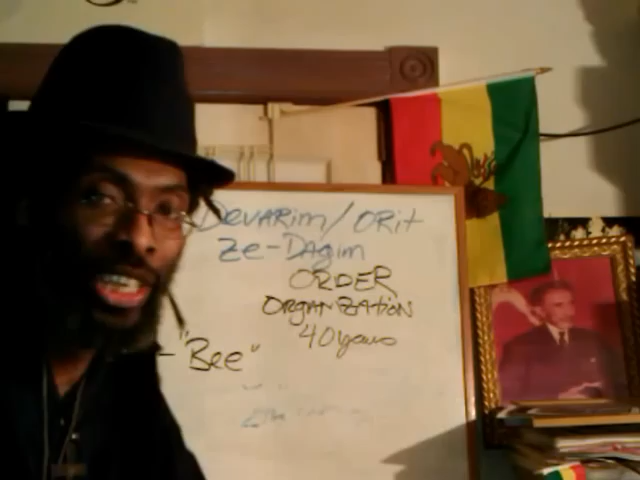 DEVARIM/ORIT
ZE-DAGIM
ORDER
ORGANIZATION
40 years
-"Bee"